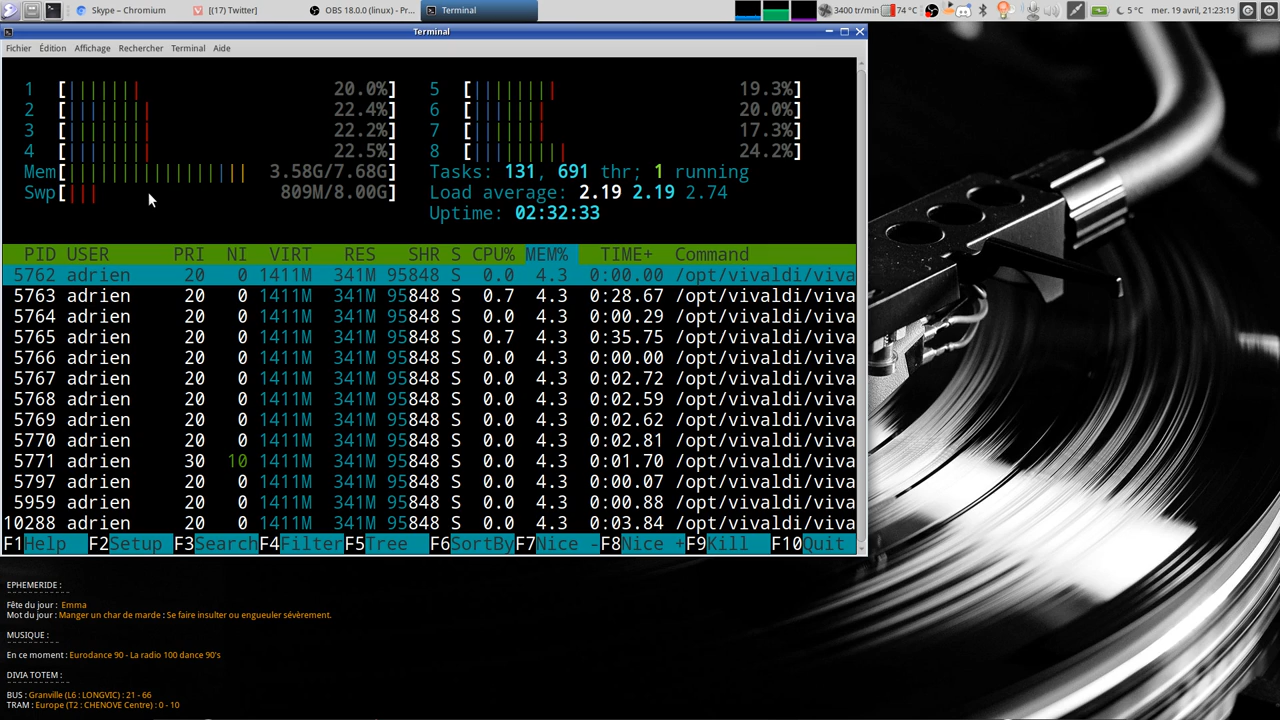 Skype – Chromium
[(17) Twitter]
OBS 18.0.0 (linux) - Pr...
Terminal
3400 tr/min
74 °C
5 °C
mer. 19 avril, 21:23:19
Terminal
Fichier Édition Affichage Rechercher Terminal Aide
1 [ 20.0%] 5 [ 19.3%]
2 [ 22.4%] 6 [ 20.0%]
3 [ 22.2%] 7 [ 17.3%]
4 [ 22.5%] 8 [ 24.2%]
Mem[ 3.58G/7.68G] Tasks: 131, 691 thr; 1 running
Swp[ 809M/8.00G] Load average: 2.19 2.19 2.74
Uptime: 02:32:33
PID USER PRI NI VIRT RES SHR S CPU% MEM% TIME+ Command
5762 adrien 20 0 1411M 341M 95848 S 0.0 4.3 0:00.00 /opt/vivaldi/viva
5763 adrien 20 0 1411M 341M 95848 S 0.7 4.3 0:28.67 /opt/vivaldi/viva
5764 adrien 20 0 1411M 341M 95848 S 0.0 4.3 0:00.29 /opt/vivaldi/viva
5765 adrien 20 0 1411M 341M 95848 S 0.7 4.3 0:35.75 /opt/vivaldi/viva
5766 adrien 20 0 1411M 341M 95848 S 0.0 4.3 0:00.00 /opt/vivaldi/viva
5767 adrien 20 0 1411M 341M 95848 S 0.0 4.3 0:02.72 /opt/vivaldi/viva
5768 adrien 20 0 1411M 341M 95848 S 0.0 4.3 0:02.59 /opt/vivaldi/viva
5769 adrien 20 0 1411M 341M 95848 S 0.0 4.3 0:02.62 /opt/vivaldi/viva
5770 adrien 20 0 1411M 341M 95848 S 0.0 4.3 0:02.81 /opt/vivaldi/viva
5771 adrien 30 10 1411M 341M 95848 S 0.0 4.3 0:01.70 /opt/vivaldi/viva
5797 adrien 20 0 1411M 341M 95848 S 0.0 4.3 0:00.07 /opt/vivaldi/viva
5959 adrien 20 0 1411M 341M 95848 S 0.0 4.3 0:00.88 /opt/vivaldi/viva
10288 adrien 20 0 1411M 341M 95848 S 0.0 4.3 0:03.84 /opt/vivaldi/viva
F1Help F2Setup F3SearchF4FilterF5Tree F6SortByF7Nice -F8Nice +F9Kill F10Quit
EPHEMERIDE :
Fête du jour : Emma
Mot du jour : Manger un char de marde : Se faire insulter ou engueuler sévèrement.
MUSIQUE :
En ce moment : Eurodance 90 - La radio 100 dance 90's
DIVIA TOTEM :
BUS : Granville (L6 : LONGVIC) : 21 - 66
TRAM : Europe (T2 : CHENOVE Centre) : 0 - 10